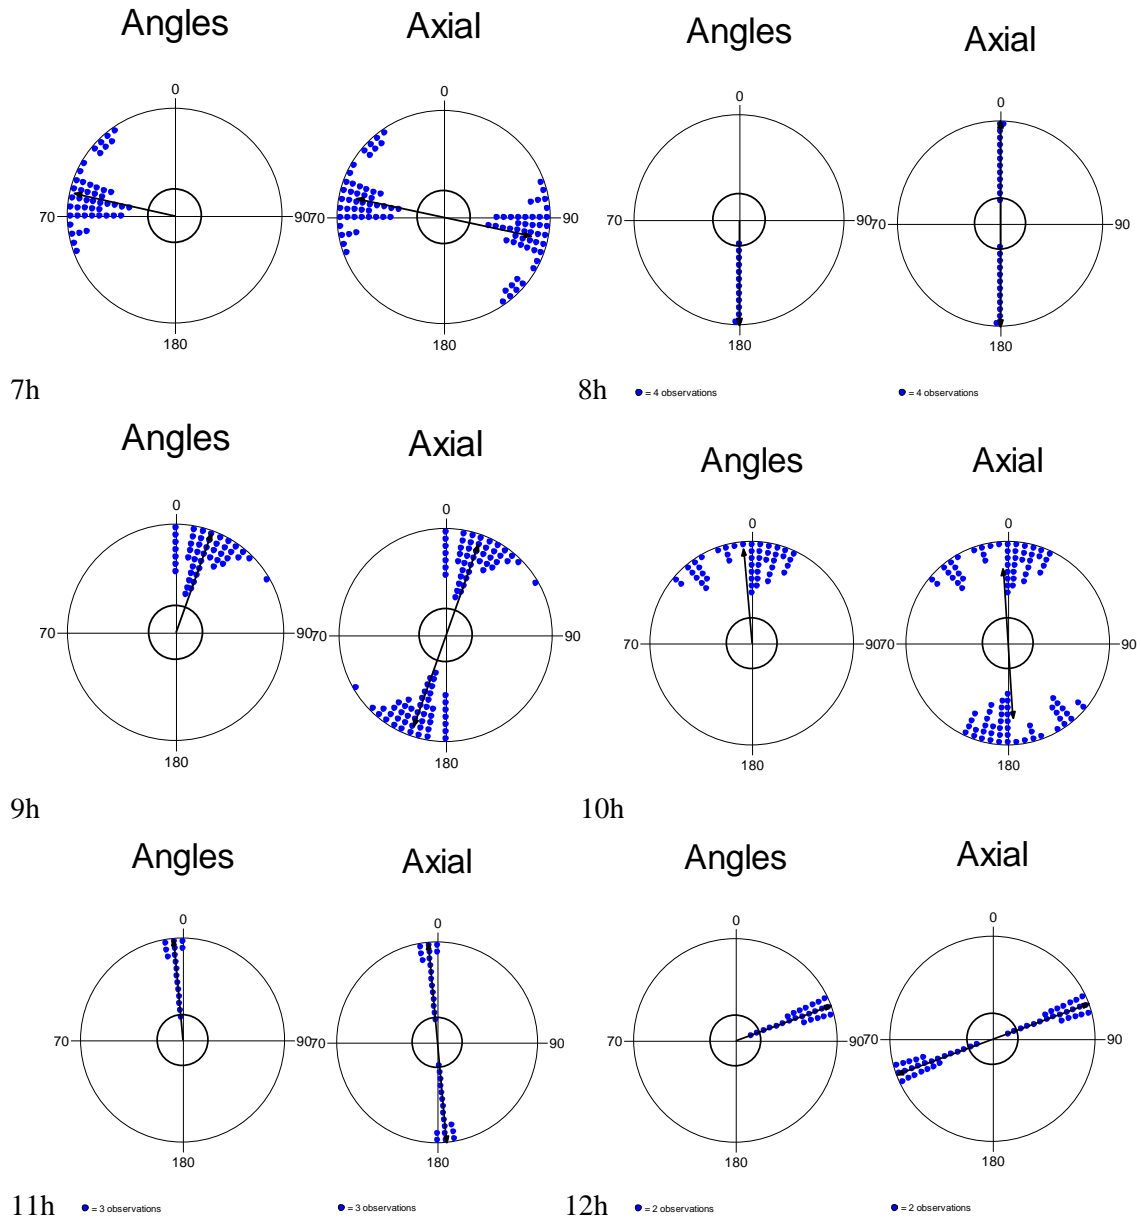 Angles Axial Angles Axial
0 0 0 0
70 90 70 90 70 90 70 90
180 180 180 180
7h 8h = 4 observations = 4 observations
Angles Axial Angles Axial
0 0 0 0
70 90 70 90 70 90 70 90
180 180 180 180
9h 10h
Angles Axial Angles Axial
0 0 0 0
70 90 70 90 70 90 70 90
180 180 180 180
11h = 3 observations = 3 observations 12h = 2 observations = 2 observations